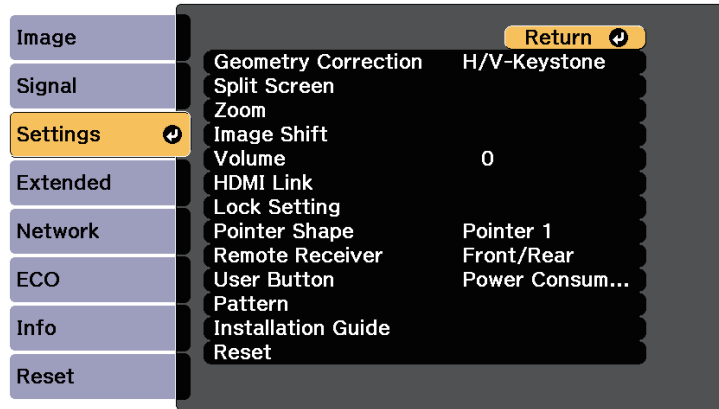 Image
Signal
Settings
Extended
Network
ECO
Info
Reset
Return
Geometry Correction H/V-Keystone
Split Screen
Zoom
Image Shift
Volume 0
HDMI Link
Lock Setting
Pointer Shape Pointer 1
Remote Receiver Front/Rear
User Button Power Consum...
Pattern
Installation Guide
Reset